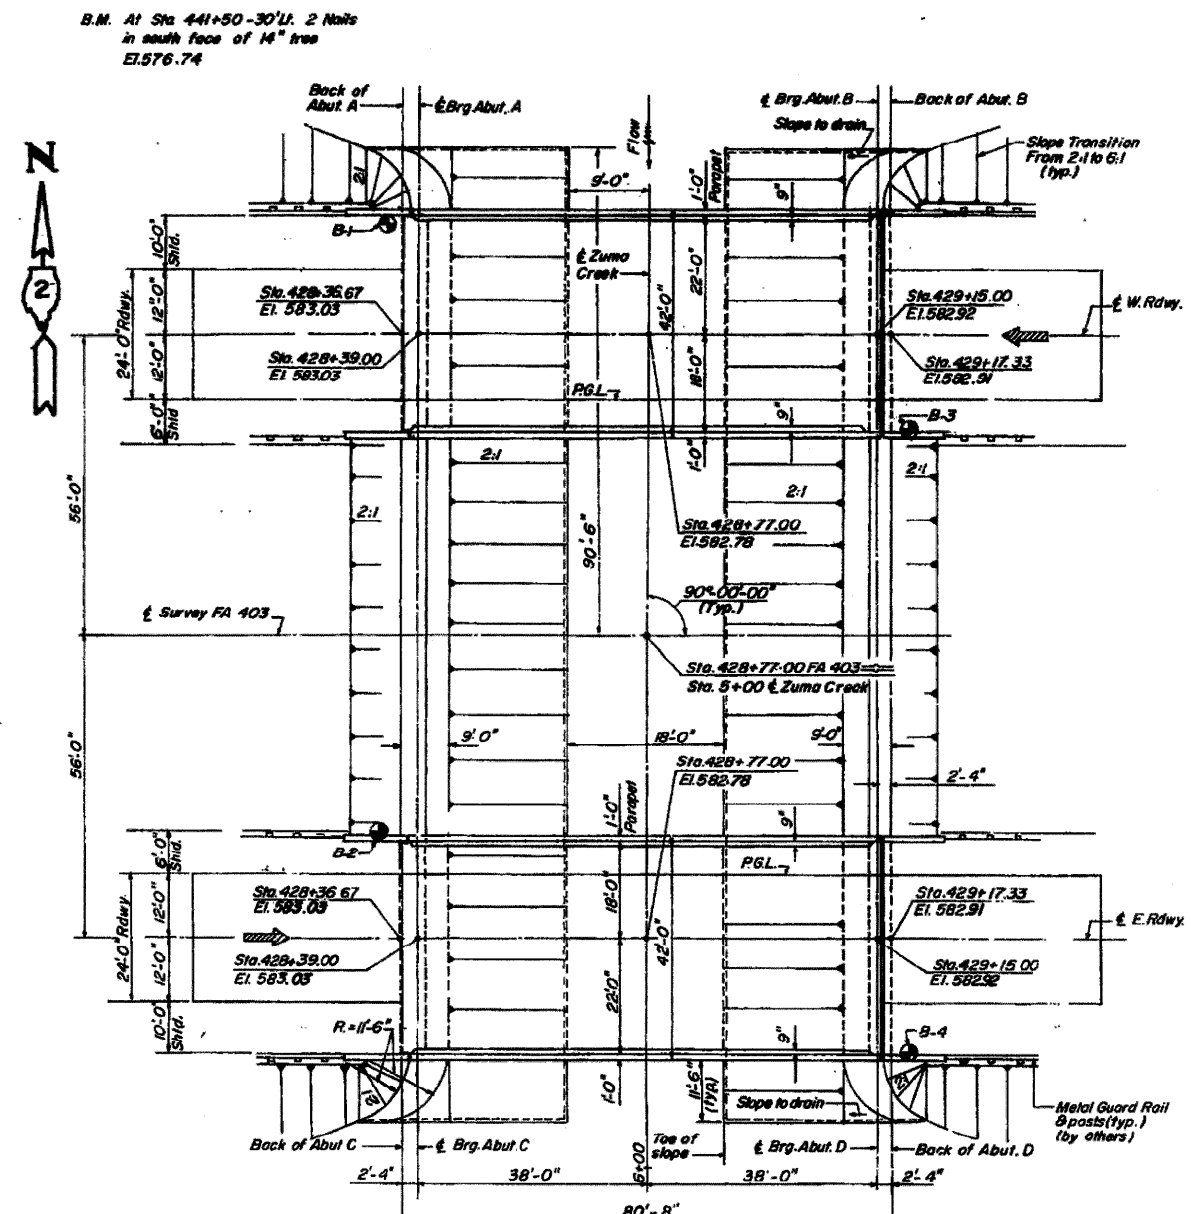 B.M. At Sta. 441+50 -30' Lt. 2 Nails
in south face of 14" tree
El. 576.74
Back of
Abut. A
℄ Brg. Abut. A
Flow
℄ Brg. Abut. B
Back of Abut. B
Slope to drain
Slope Transition
From 2:1 to 6:1
(typ.)
N
2
2:1
9'-0"
1'-0"
Parapet
9"
B-1
10'-0"
Shld.
℄ Zuma
Creek
22'-0"
42'-0"
24'-0" Rdwy.
12'-0"
12'-0"
Sta. 428+36.67
El. 583.03
Sta. 429+15.00
El. 582.92
℄ W. Rdwy.
Sta. 428+39.00
El. 583.03
18'-0"
Sta. 429+17.33
El. 582.91
P.G.L.
6'-0"
Shld
9"
B-3
1'-0"
2:1
2:1
2:1
2:1
56'-0"
90'-6"
Sta. 428+77.00
El. 582.78
90°-00'-00"
(Typ.)
℄ Survey FA 403
Sta. 428+77.00 FA 403
Sta. 5+00 ℄ Zuma Creek
56'-0"
9'-0"
18'-0"
9'-0"
Sta. 428+77.00
El. 582.78
2'-4"
1'-0"
Parapet
9"
B-2
6'-0"
Shld.
P.G.L.
24'-0" Rdwy.
12'-0"
12'-0"
Sta. 428+36.67
El. 583.03
18'-0"
42'-0"
Sta. 429+17.33
El. 582.91
℄ E. Rdwy.
Sta. 428+39.00
El. 583.03
Sta. 429+15.00
El. 582.92
22'-0"
10'-0"
Shld.
R.=11'-6"
9"
B-4
2:1
1'-0"
11'-6"
(typ.)
Slope to drain
2:1
Metal Guard Rail
& posts (typ.)
(by others)
Back of Abut. C
℄ Brg. Abut. C
6+00
Toe of
slope
℄ Brg. Abut. D
Back of Abut. D
2'-4"
38'-0"
38'-0"
2'-4"
80'-8"